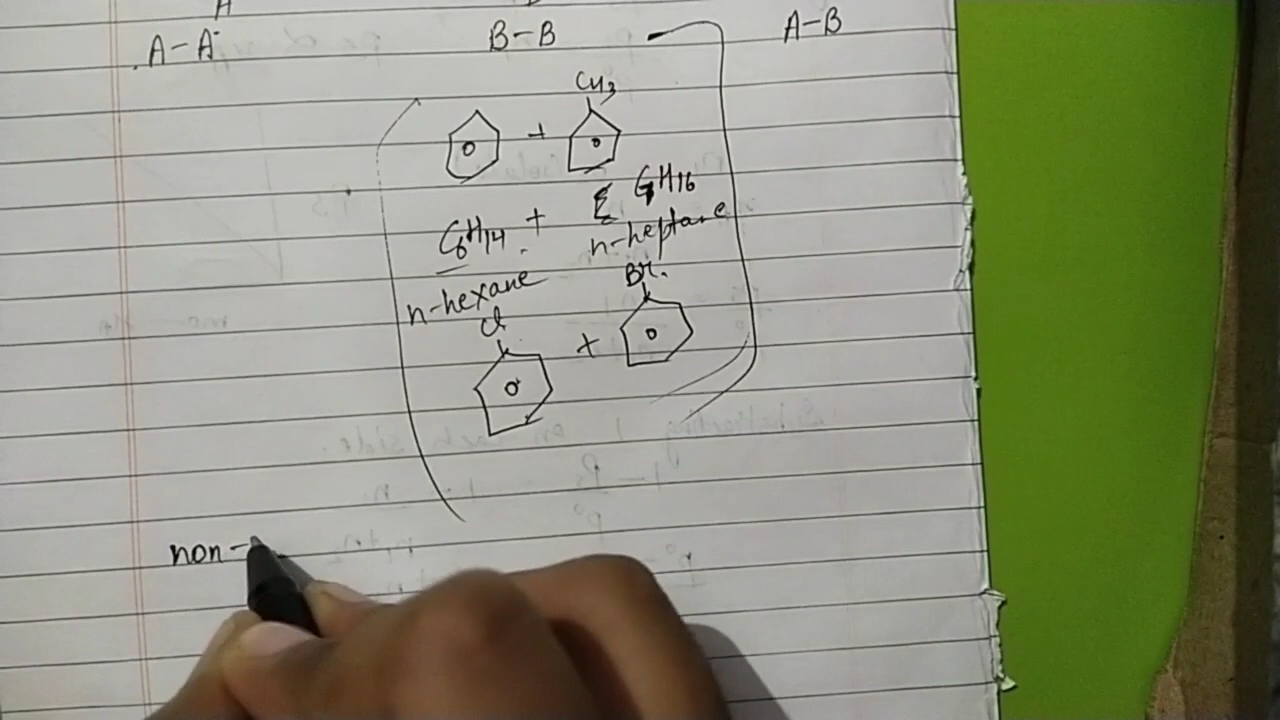 A
A-A B-B A-B
CH3
+
C6H14 + C7H16
n-hexane n-heptane
Cl + Br
non-